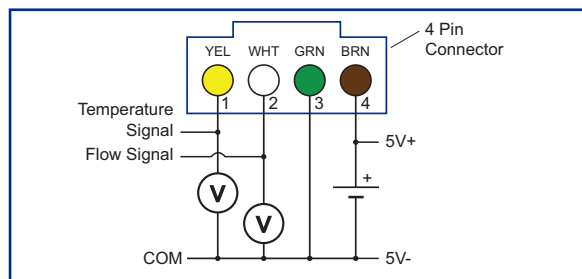 4 Pin
Connector
YEL WHT GRN BRN
1 2 3 4
Temperature
Signal
5V+
Flow Signal
V
+
V
COM
5V-